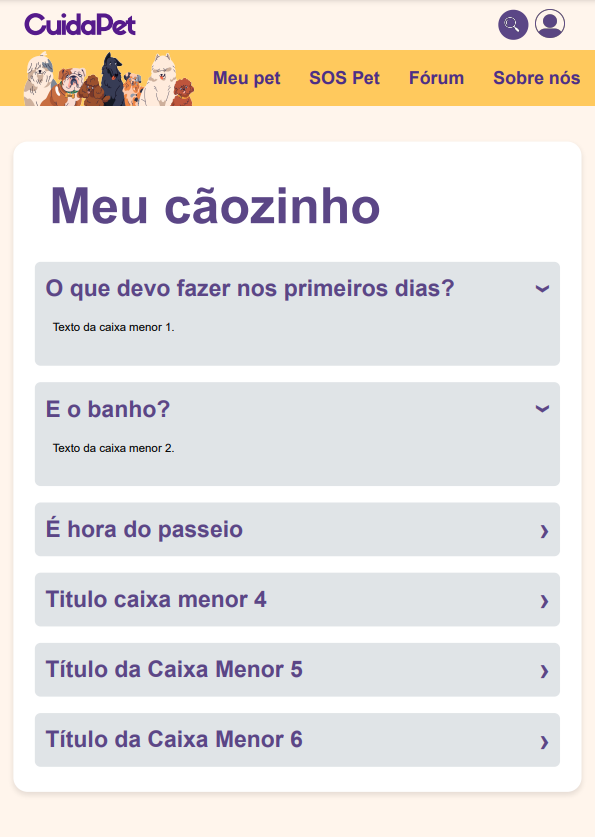 CuidaPet
Meu pet SOS Pet Fórum Sobre nós
Meu cãozinho
O que devo fazer nos primeiros dias?
Texto da caixa menor 1.
E o banho?
Texto da caixa menor 2.
É hora do passeio
Titulo caixa menor 4
Título da Caixa Menor 5
Título da Caixa Menor 6